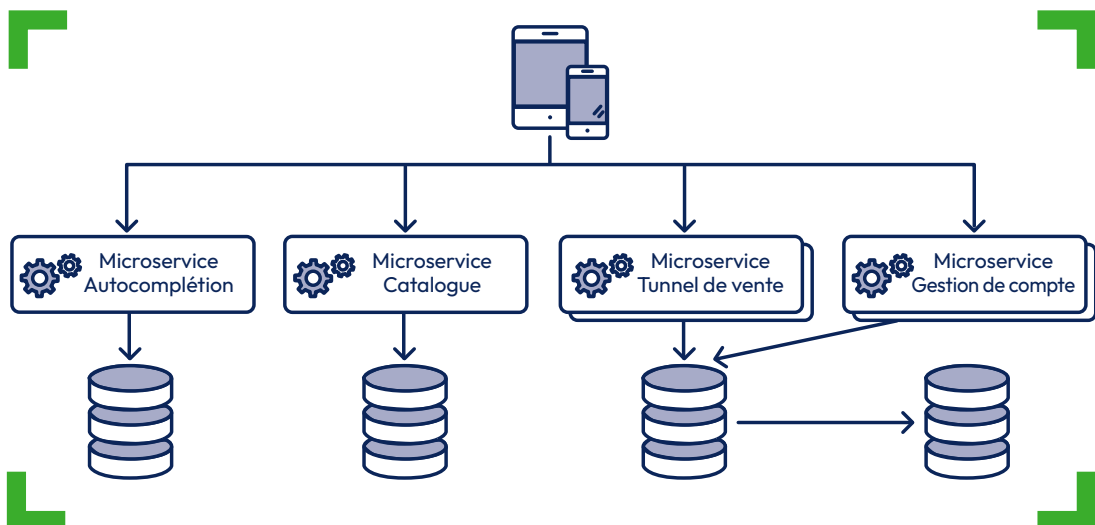 Microservice
Autocomplétion
Microservice
Catalogue
Microservice
Tunnel de vente
Microservice
Gestion de compte